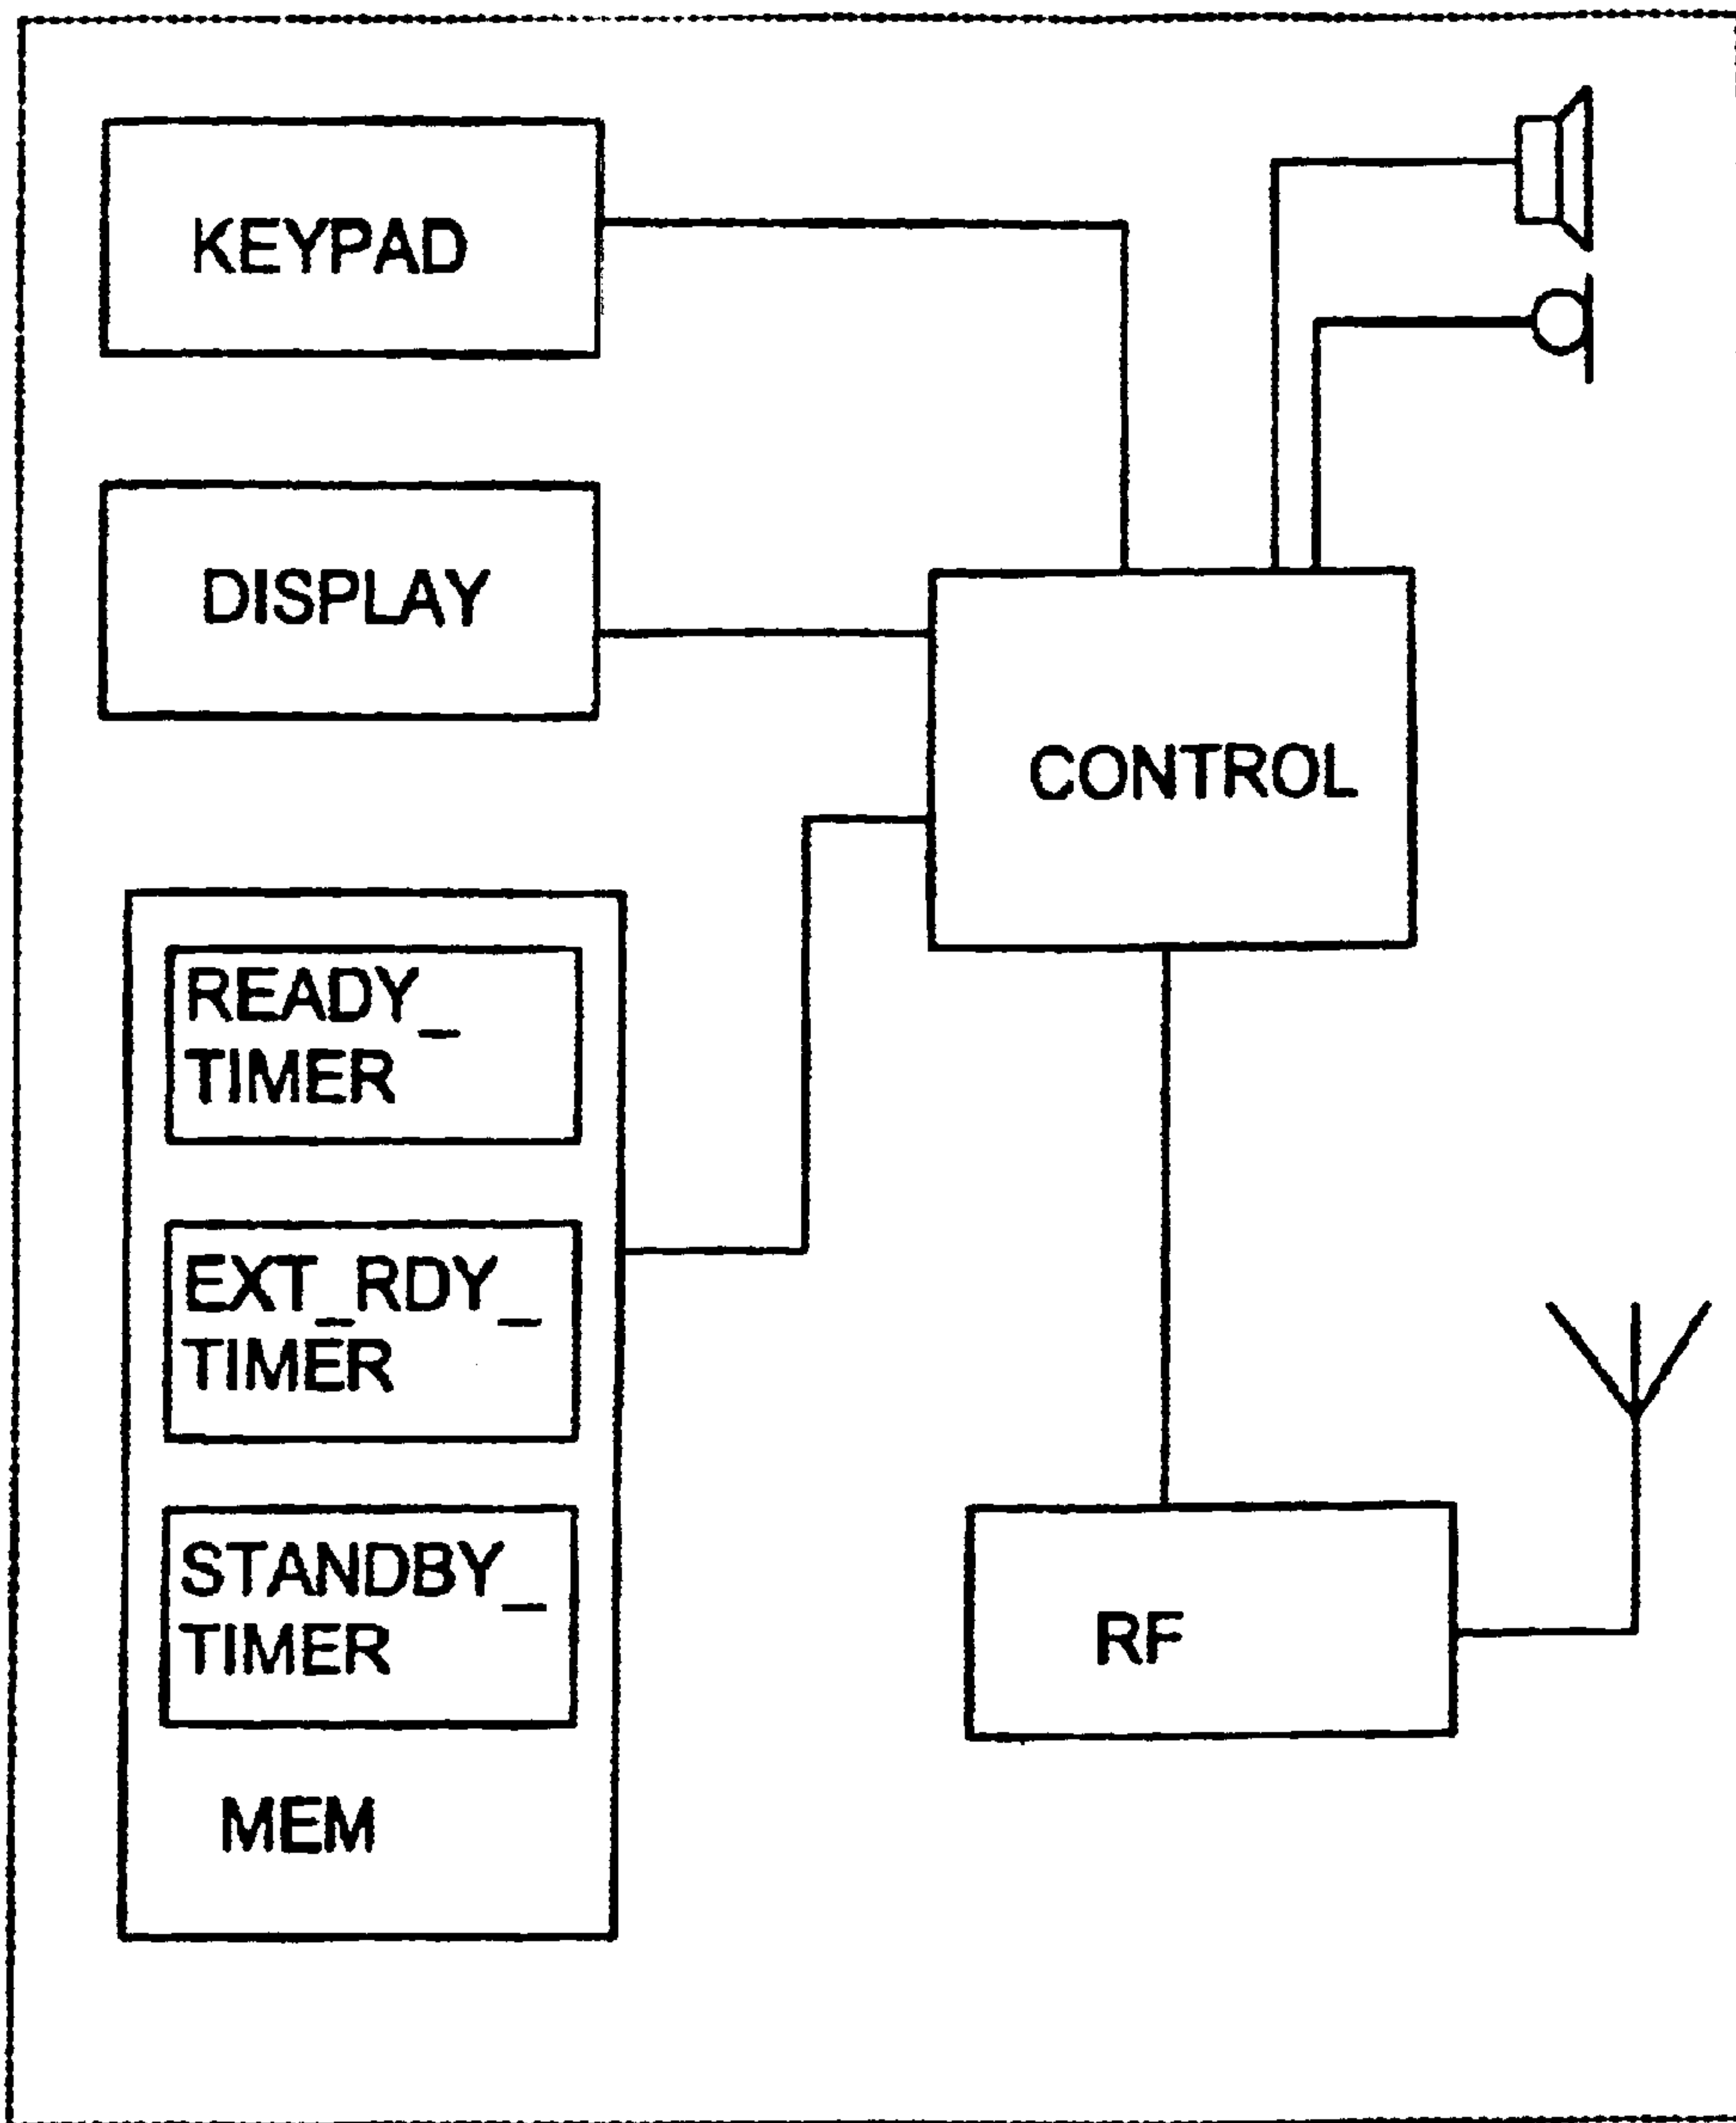 KEYPAD
DISPLAY
CONTROL
READY_
TIMER
EXT_RDY_
TIMER
STANDBY_
TIMER
MEM
RF